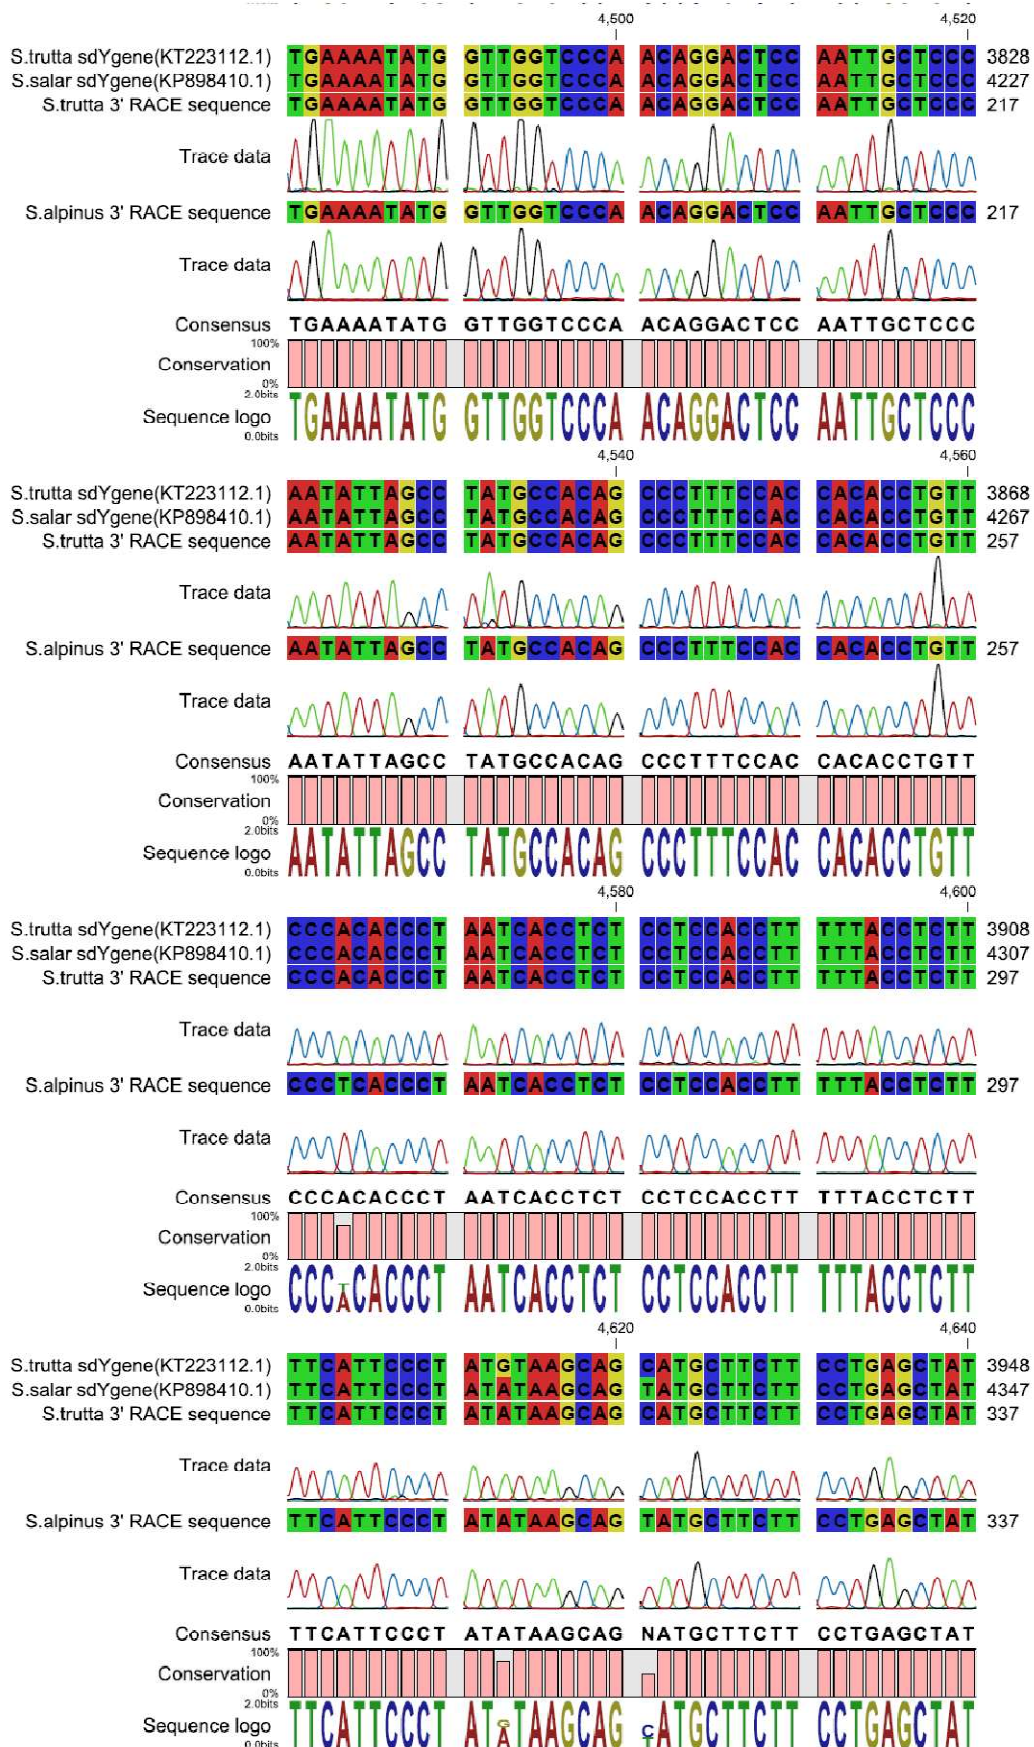 4,500 4,520
S.trutta sdYgene(KT223112.1) TGAAAATATG GTTGGTCCCA ACAGGACTCC AATTGCTCCC 3828
S.salar sdYgene(KP898410.1) TGAAAATATG GTTGGTCCCA ACAGGACTCC AATTGCTCCC 4227
S.trutta 3' RACE sequence TGAAAATATG GTTGGTCCCA ACAGGACTCC AATTGCTCCC 217
Trace data
S.alpinus 3' RACE sequence TGAAAATATG GTTGGTCCCA ACAGGACTCC AATTGCTCCC 217
Trace data
Consensus TGAAAATATG GTTGGTCCCA ACAGGACTCC AATTGCTCCC
100%
Conservation
0%
2.0bits
Sequence logo TGAAAATATG GTTGGTCCCA ACAGGACTCC AATTGCTCCC
0.0bits
4,540 4,560
S.trutta sdYgene(KT223112.1) AATATTAGCC TATGCCACAG CCCTTTCCAC CACACCTGTT 3868
S.salar sdYgene(KP898410.1) AATATTAGCC TATGCCACAG CCCTTTCCAC CACACCTGTT 4267
S.trutta 3' RACE sequence AATATTAGCC TATGCCACAG CCCTTTCCAC CACACCTGTT 257
Trace data
S.alpinus 3' RACE sequence AATATTAGCC TATGCCACAG CCCTTTCCAC CACACCTGTT 257
Trace data
Consensus AATATTAGCC TATGCCACAG CCCTTTCCAC CACACCTGTT
100%
Conservation
0%
2.0bits
Sequence logo AATATTAGCC TATGCCACAG CCCTTTCCAC CACACCTGTT
0.0bits
4,580 4,600
S.trutta sdYgene(KT223112.1) CCCACACCCT AATCACCTCT CCTCCACCTT TTTACCTCTT 3908
S.salar sdYgene(KP898410.1) CCCACACCCT AATCACCTCT CCTCCACCTT TTTACCTCTT 4307
S.trutta 3' RACE sequence CCCACACCCT AATCACCTCT CCTCCACCTT TTTACCTCTT 297
Trace data
S.alpinus 3' RACE sequence CCCTCACCCT AATCACCTCT CCTCCACCTT TTTACCTCTT 297
Trace data
Consensus CCCACACCCT AATCACCTCT CCTCCACCTT TTTACCTCTT
100%
Conservation
0%
2.0bits
Sequence logo CCCTACACCCT AATCACCTCT CCTCCACCTT TTTACCTCTT
0.0bits
4,620 4,640
S.trutta sdYgene(KT223112.1) TTCATTCCCT ATGTAAGCAG CATGCTTCTT CCTGAGCTAT 3948
S.salar sdYgene(KP898410.1) TTCATTCCCT ATATAAGCAG TATGCTTCTT CCTGAGCTAT 4347
S.trutta 3' RACE sequence TTCATTCCCT ATATAAGCAG CATGCTTCTT CCTGAGCTAT 337
Trace data
S.alpinus 3' RACE sequence TTCATTCCCT ATATAAGCAG TATGCTTCTT CCTGAGCTAT 337
Trace data
Consensus TTCATTCCCT ATATAAGCAG NATGCTTCTT CCTGAGCTAT
100%
Conservation
0%
2.0bits
Sequence logo TTCATTCCCT ATGATAAGCAG CTATGCTTCTT CCTGAGCTAT
0.0bits